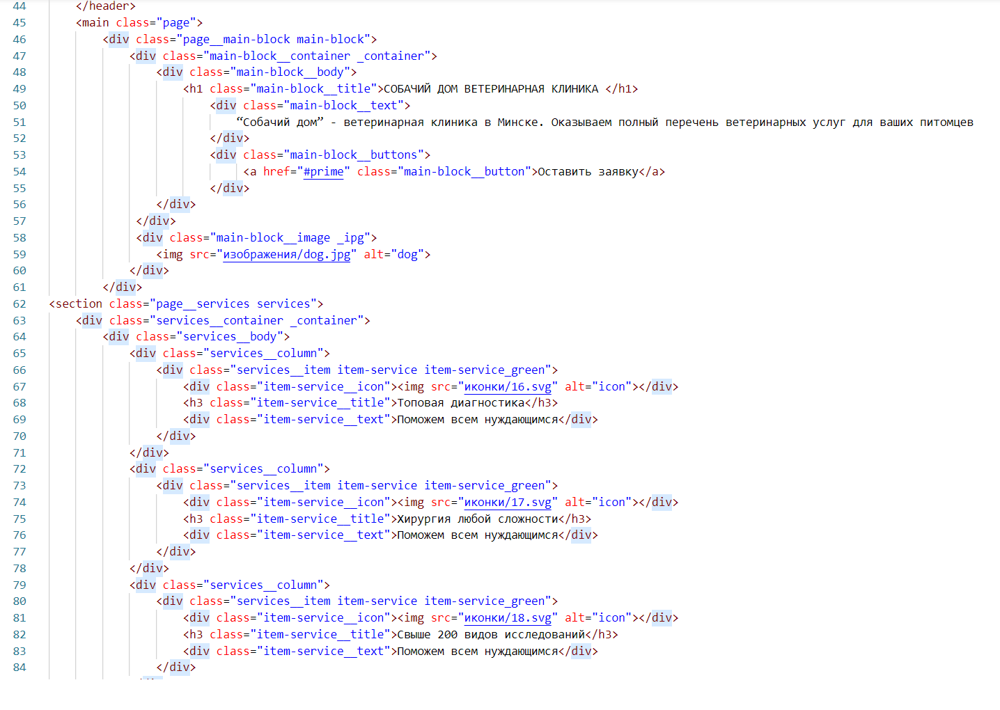 44 </header>
45 <main class="page">
46 <div class="page__main-block main-block">
47 <div class="main-block__container _container">
48 <div class="main-block__body">
49 <h1 class="main-block__title">СОБАЧИЙ ДОМ ВЕТЕРИНАРНАЯ КЛИНИКА </h1>
50 <div class="main-block__text">
51 “Собачий дом” - ветеринарная клиника в Минске. Оказываем полный перечень ветеринарных услуг для ваших питомцев
52 </div>
53 <div class="main-block__buttons">
54 <a href="#prime" class="main-block__button">Оставить заявку</a>
55 </div>
56 </div>
57 </div>
58 <div class="main-block__image _ipg">
59 <img src="изображения/dog.jpg" alt="dog">
60 </div>
61 </div>
62 <section class="page__services services">
63 <div class="services__container _container">
64 <div class="services__body">
65 <div class="services__column">
66 <div class="services__item item-service item-service_green">
67 <div class="item-service__icon"><img src="иконки/16.svg" alt="icon"></div>
68 <h3 class="item-service__title">Топовая диагностика</h3>
69 <div class="item-service__text">Поможем всем нуждающимся</div>
70 </div>
71 </div>
72 <div class="services__column">
73 <div class="services__item item-service item-service_green">
74 <div class="item-service__icon"><img src="иконки/17.svg" alt="icon"></div>
75 <h3 class="item-service__title">Хирургия любой сложности</h3>
76 <div class="item-service__text">Поможем всем нуждающимся</div>
77 </div>
78 </div>
79 <div class="services__column">
80 <div class="services__item item-service item-service_green">
81 <div class="item-service__icon"><img src="иконки/18.svg" alt="icon"></div>
82 <h3 class="item-service__title">Свыше 200 видов исследований</h3>
83 <div class="item-service__text">Поможем всем нуждающимся</div>
84 </div>